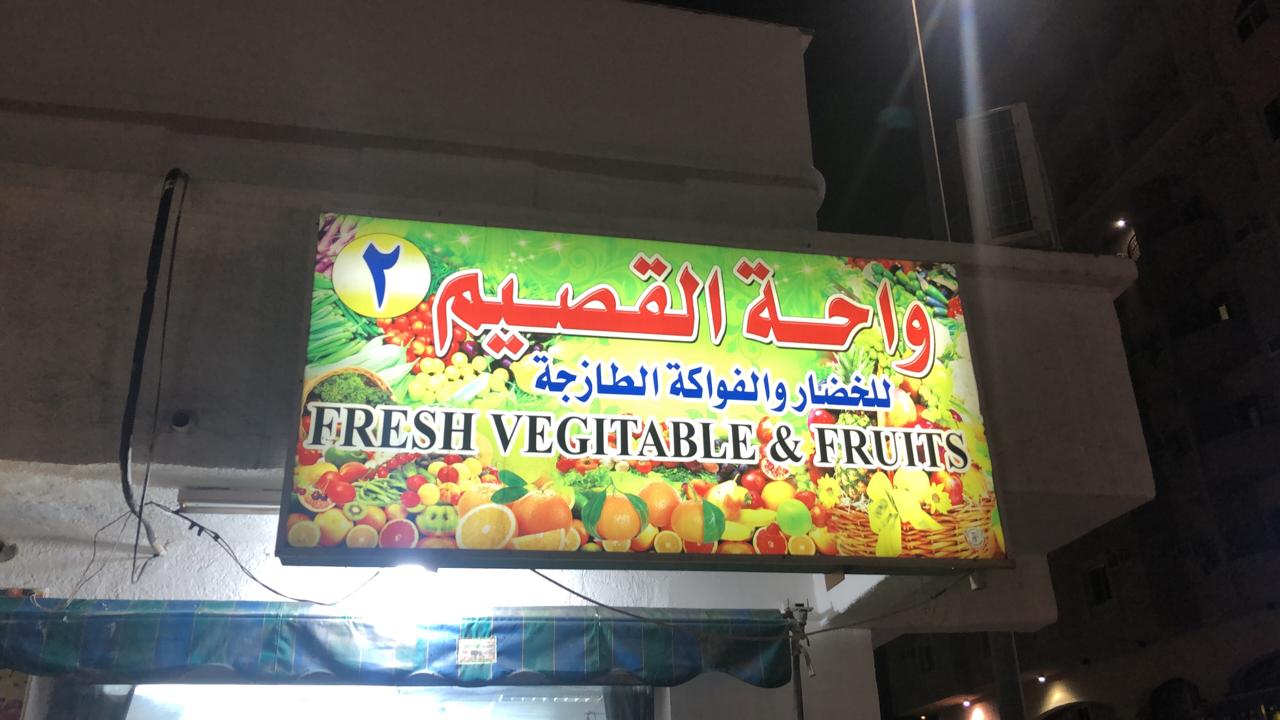 واحة القصيم ٢
للخضار والفواكة الطازجة
FRESH VEGITABLE & FRUITS